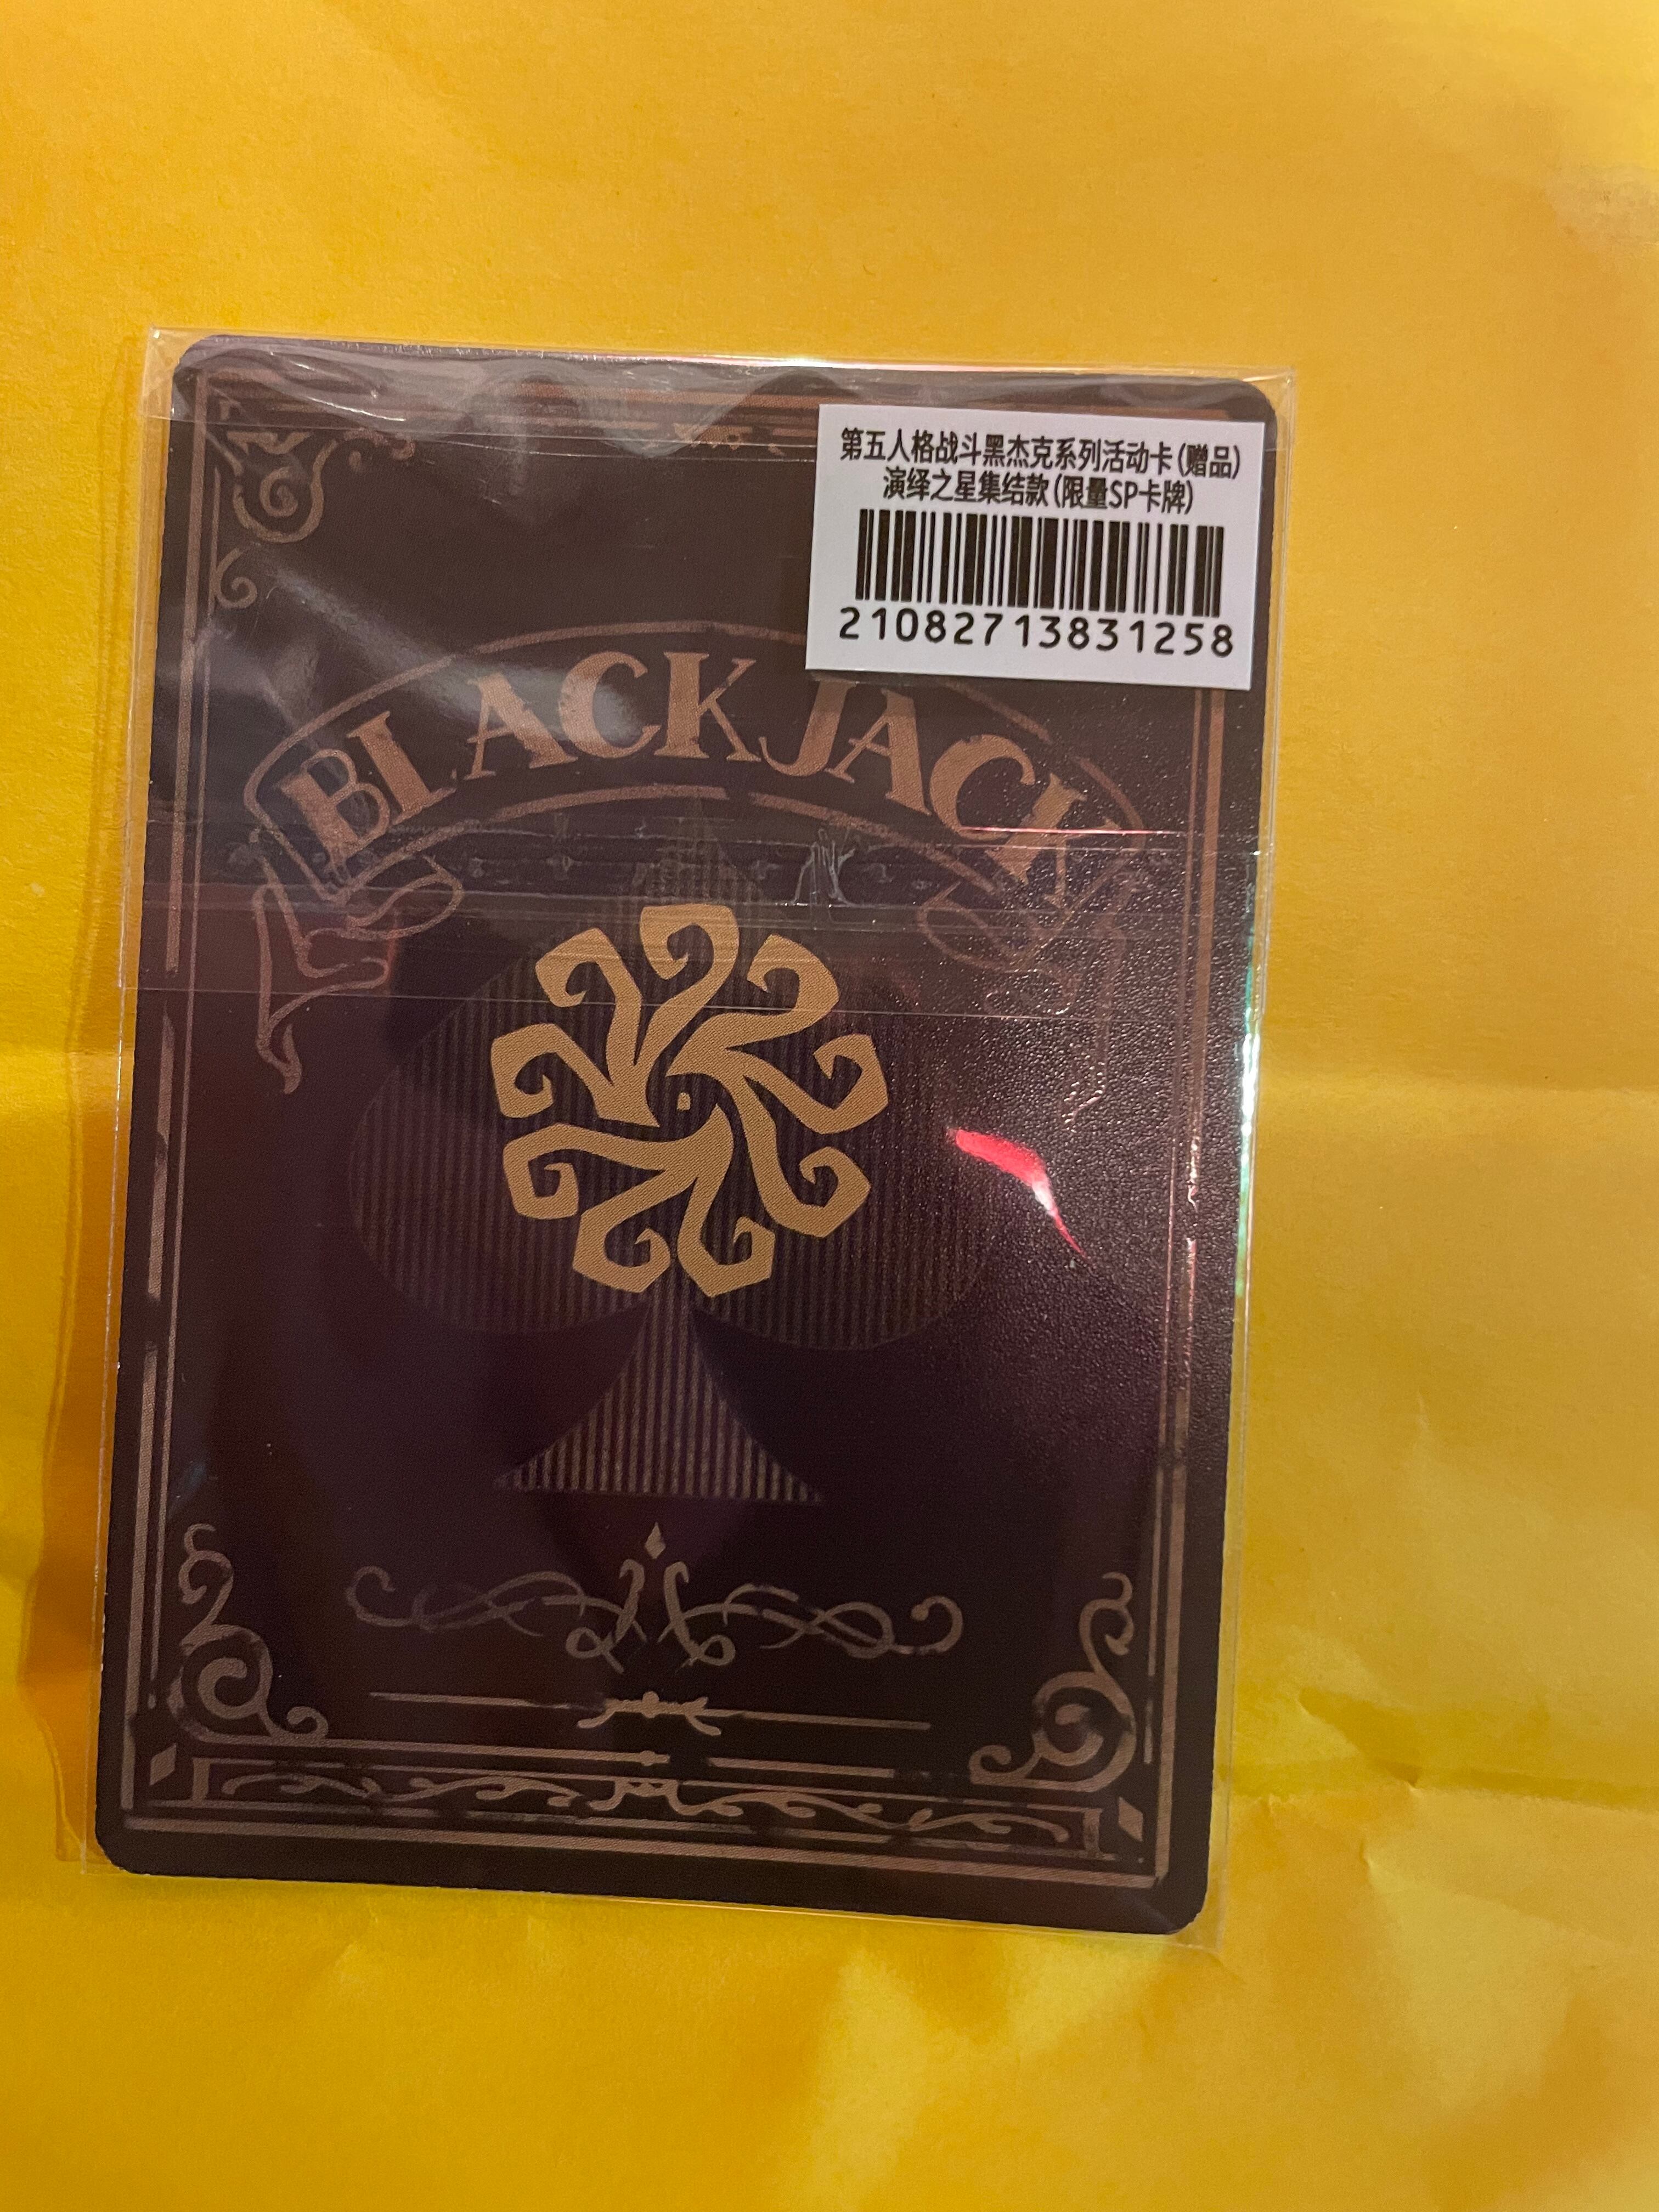 第五人格战斗黑杰克系列活动卡(赠品)
演绎之星集结款(限量SP卡牌)
21082713831258
BLACKJACK